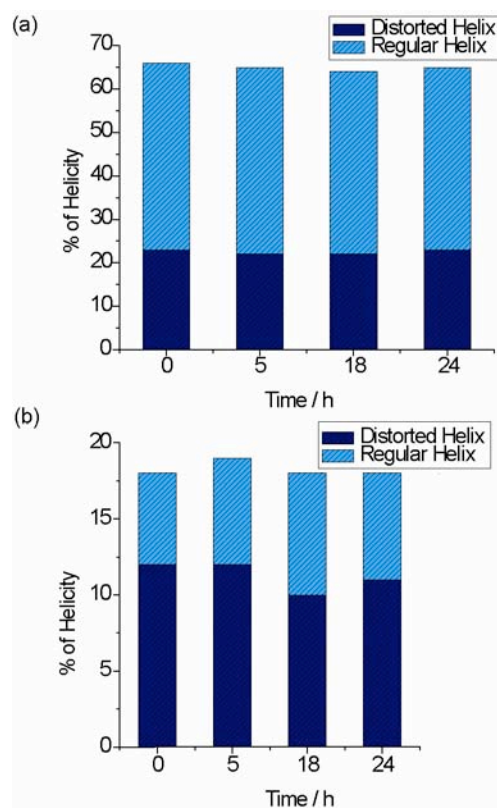 (a)
Distorted Helix
Regular Helix
70
60
50
40
30
20
10
0
% of Helicity
0 5 18 24
Time / h
(b)
Distorted Helix
Regular Helix
20
15
10
5
0
% of Helicity
0 5 18 24
Time / h